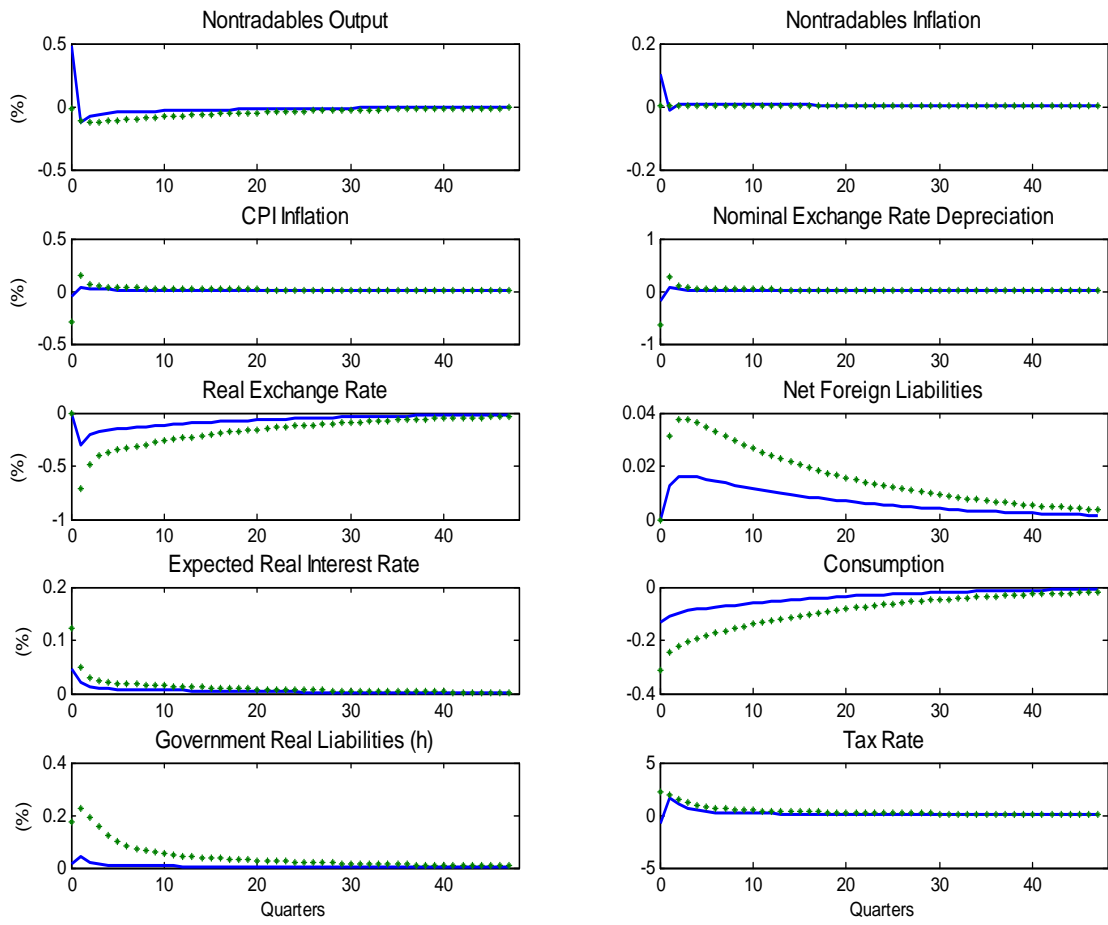 Nontradables Output
Nontradables Inflation
(%)
0.5
0
-0.5
0 10 20 30 40
0.2
0
-0.2
0 10 20 30 40
CPI Inflation
Nominal Exchange Rate Depreciation
(%)
0.5
0
-0.5
0 10 20 30 40
1
0
-1
0 10 20 30 40
Real Exchange Rate
Net Foreign Liabilities
(%)
0
-0.5
-1
0 10 20 30 40
0.04
0.02
0
0 10 20 30 40
Expected Real Interest Rate
Consumption
(%)
0.2
0.1
0
0 10 20 30 40
0
-0.2
-0.4
0 10 20 30 40
Government Real Liabilities (h)
Tax Rate
(%)
0.4
0.2
0
0 10 20 30 40
Quarters
5
0
-5
0 10 20 30 40
Quarters